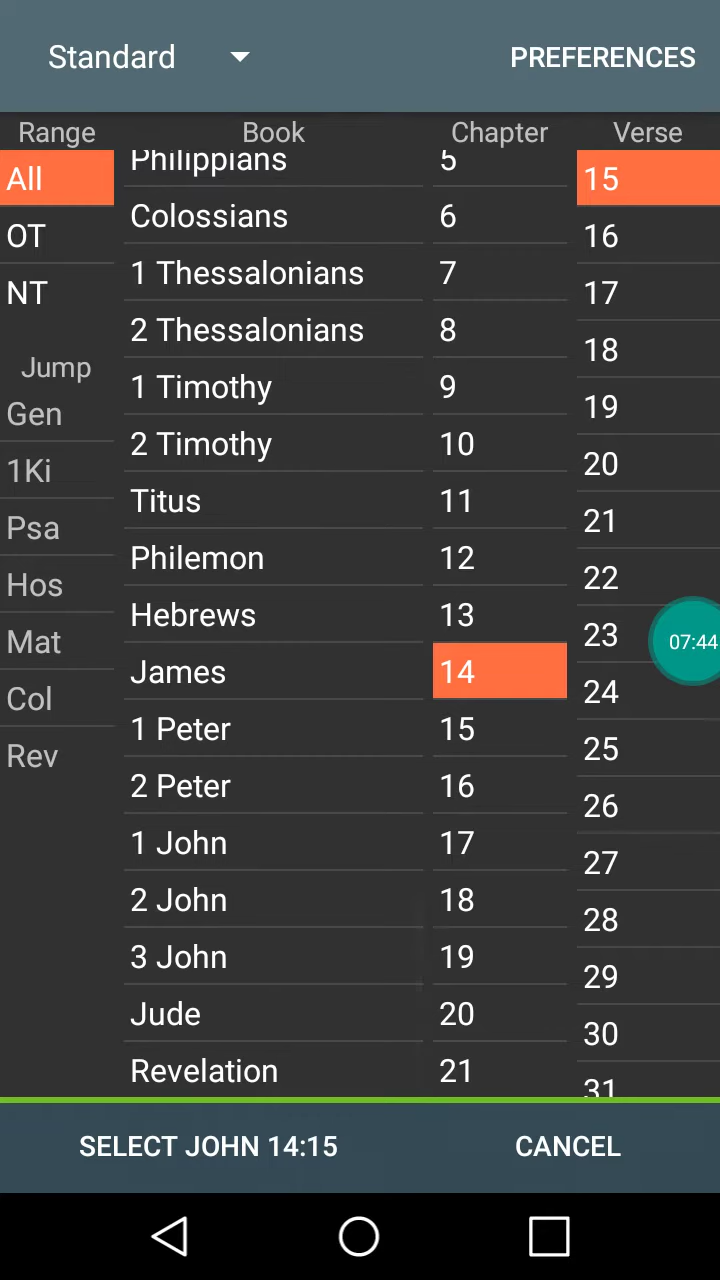 Standard PREFERENCES
Range Book Chapter Verse
All Philippians 5 15
OT Colossians 6 16
NT 1 Thessalonians 7 17
2 Thessalonians 8 18
Jump 1 Timothy 9 19
Gen 2 Timothy 10 20
1Ki Titus 11 21
Psa Philemon 12 22
Hos Hebrews 13 23
07:44
Mat James 14 24
Col 1 Peter 15 25
Rev 2 Peter 16 26
1 John 17 27
2 John 18 28
3 John 19 29
Jude 20 30
Revelation 21 31
SELECT JOHN 14:15 CANCEL